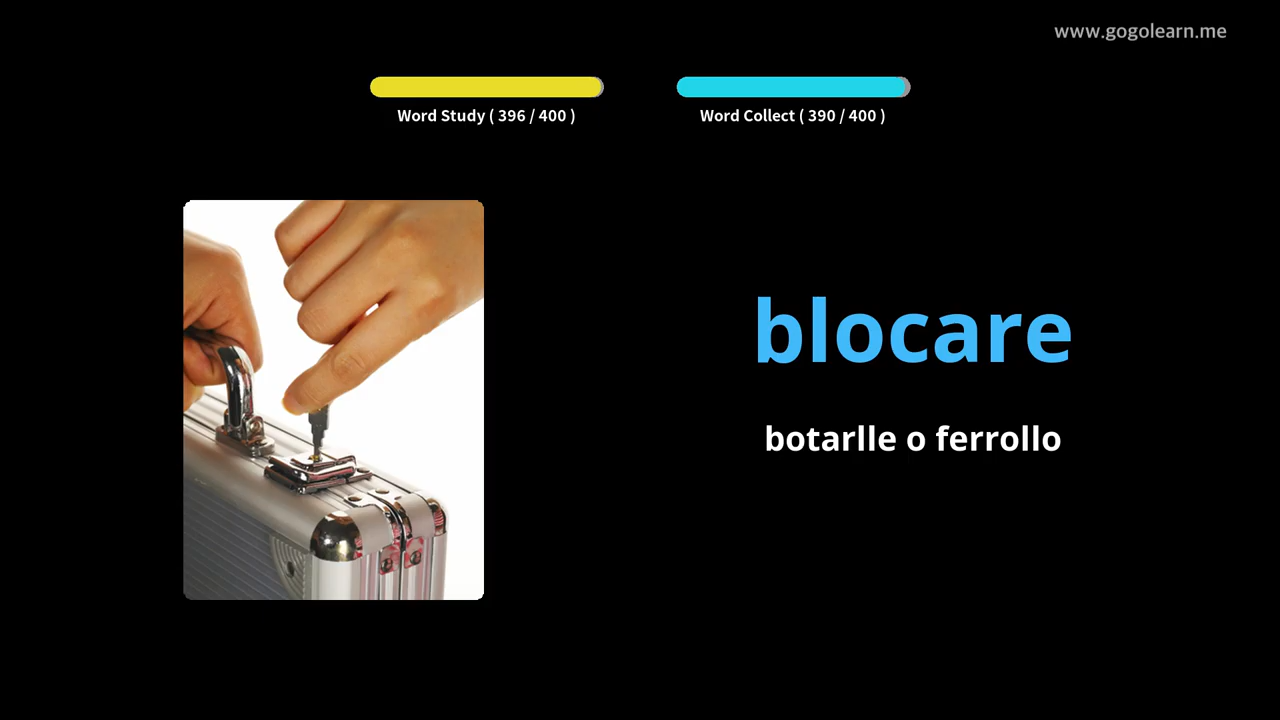 www.gogolearn.me
Word Study ( 396 / 400 )
Word Collect ( 390 / 400 )
blocare
botarlle o ferrollo